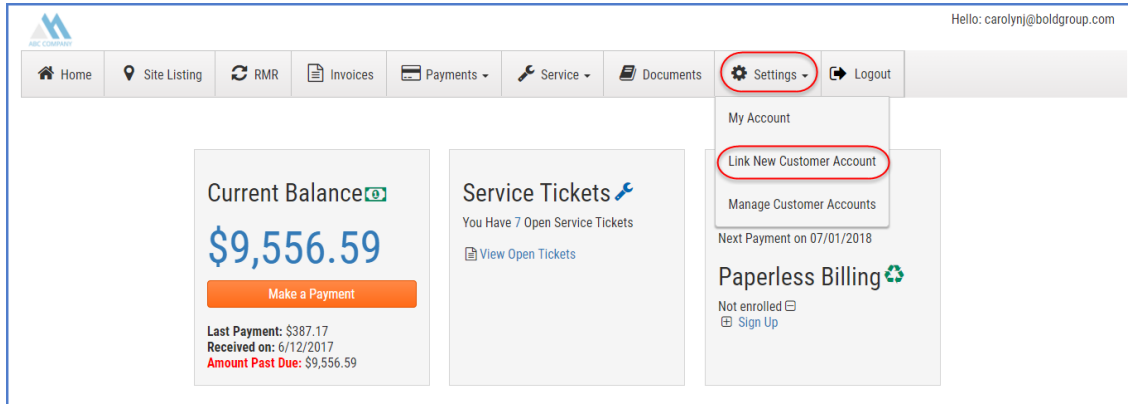 Hello: carolynj@boldgroup.com
ABC COMPANY
Home Site Listing RMR Invoices Payments Service Documents Settings Logout
My Account
Link New Customer Account
Manage Customer Accounts
Current Balance
$9,556.59
Make a Payment
Last Payment: $387.17
Received on: 6/12/2017
Amount Past Due: $9,556.59
Service Tickets
You Have 7 Open Service Tickets
View Open Tickets
Next Payment on 07/01/2018
Paperless Billing
Not enrolled
Sign Up